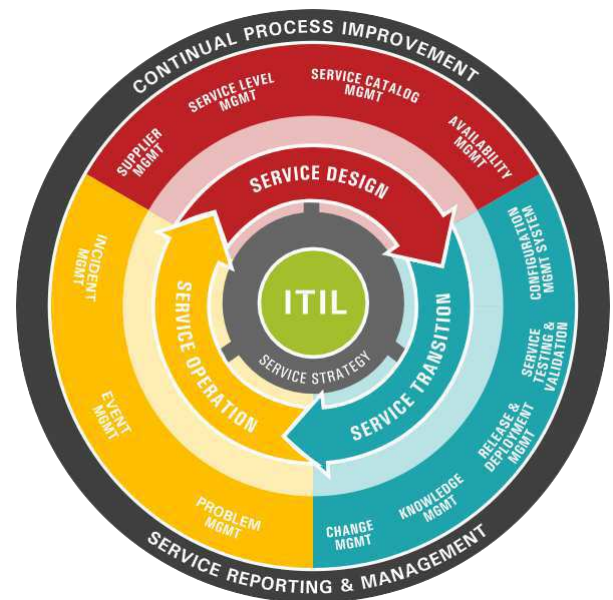 CONTINUAL PROCESS IMPROVEMENT
SUPPLIER
MGMT
SERVICE LEVEL
MGMT
SERVICE CATALOG
MGMT
AVAILABILITY
MGMT
SERVICE DESIGN
CONFIGURATION
MGMT SYSTEM
SERVICE
TESTING &
VALIDATION
RELEASE &
DEPLOYMENT
MGMT
KNOWLEDGE
MGMT
CHANGE
MGMT
SERVICE TRANSITION
PROBLEM
MGMT
EVENT
MGMT
INCIDENT
MGMT
SERVICE OPERATION
ITIL
SERVICE STRATEGY
SERVICE REPORTING & MANAGEMENT